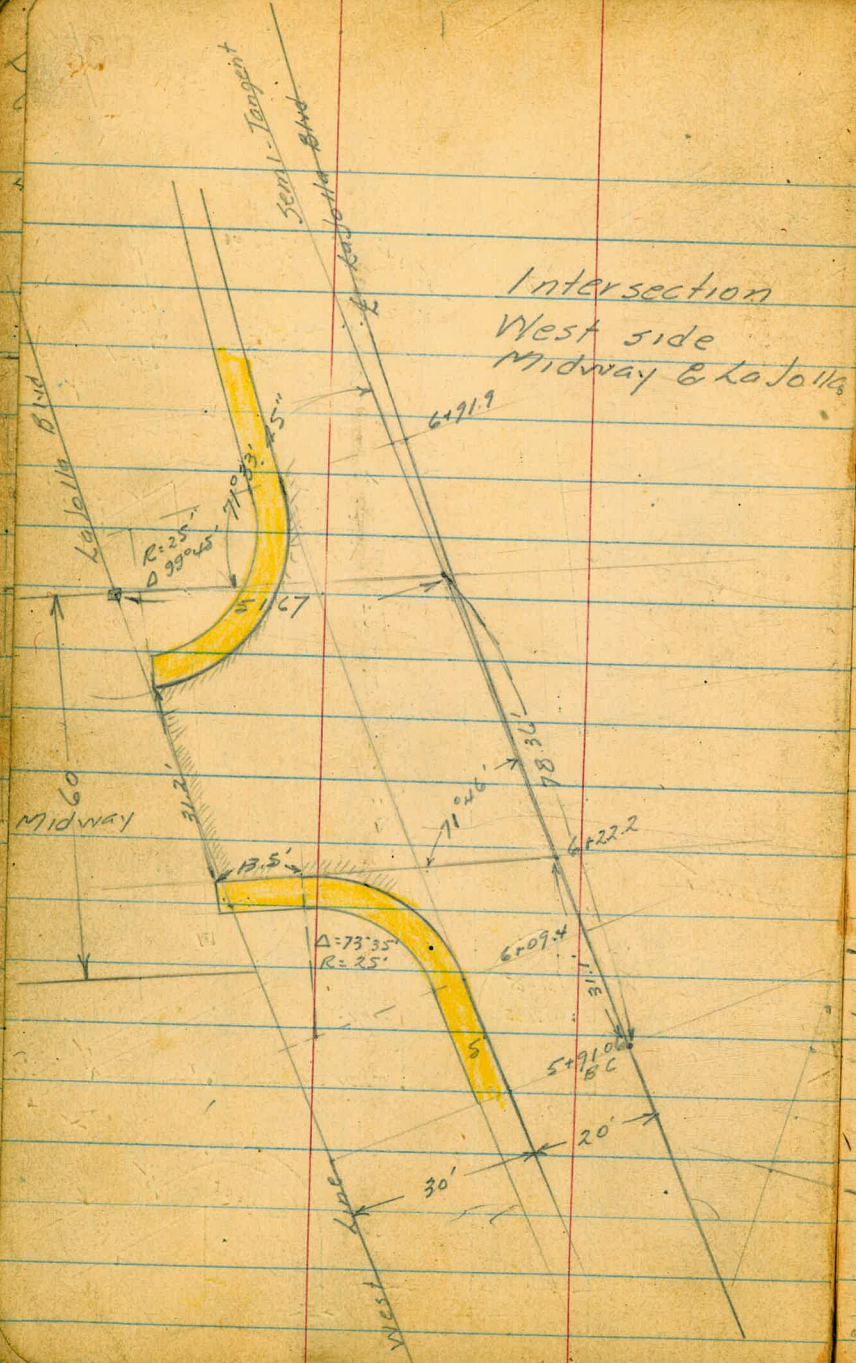 Semi-Tangent
℄ LaJolla Blvd
Intersection
West side
Midway & LaJolla
LaJolla Blvd
6+91.9
71°33'45"
R=25'
Δ 99°45'
51.67
60
Midway
31.2'
78.36'
71°46'
6+22.2
13.5'
Δ=73°35'
R=25'
6+09.4
31.1'
5+91.06
BC
5'
20'
30'
West Line